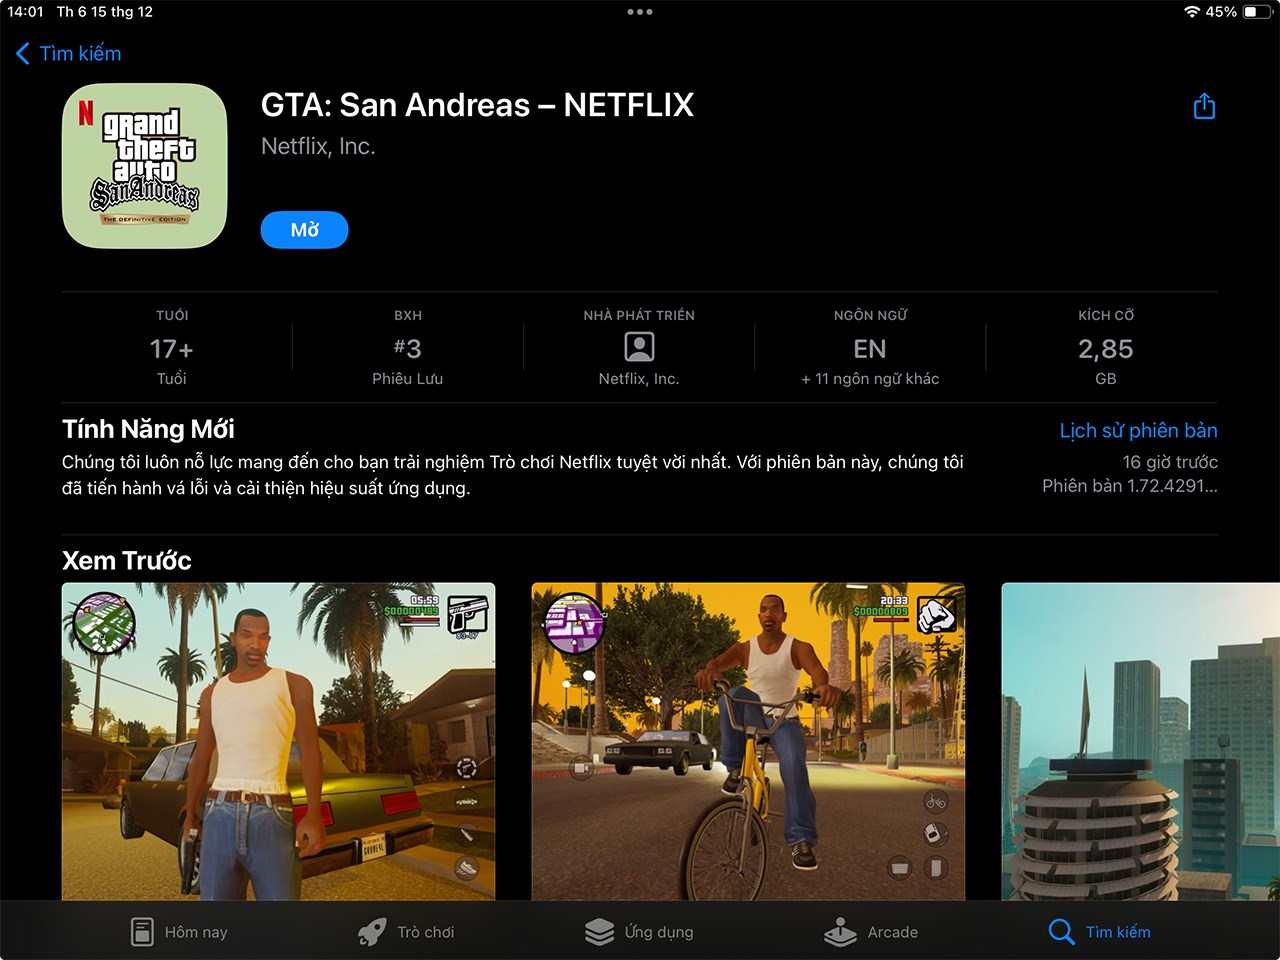 14:01 Th 6 15 thg 12
45%
Tìm kiếm
N
grand
theft
auto
San Andreas
THE DEFINITIVE EDITION
GTA: San Andreas – NETFLIX
Netflix, Inc.
Mở
TUỔI
17+
Tuổi
BXH
#3
Phiêu Lưu
NHÀ PHÁT TRIỂN
Netflix, Inc.
NGÔN NGỮ
EN
+ 11 ngôn ngữ khác
KÍCH CỠ
2,85
GB
Tính Năng Mới
Lịch sử phiên bản
Chúng tôi luôn nỗ lực mang đến cho bạn trải nghiệm Trò chơi Netflix tuyệt vời nhất. Với phiên bản này, chúng tôi
đã tiến hành vá lỗi và cải thiện hiệu suất ứng dụng.
16 giờ trước
Phiên bản 1.72.4291...
Xem Trước
05:59
$00000489
20:33
$00000809
Hôm nay
Trò chơi
Ứng dụng
Arcade
Tìm kiếm